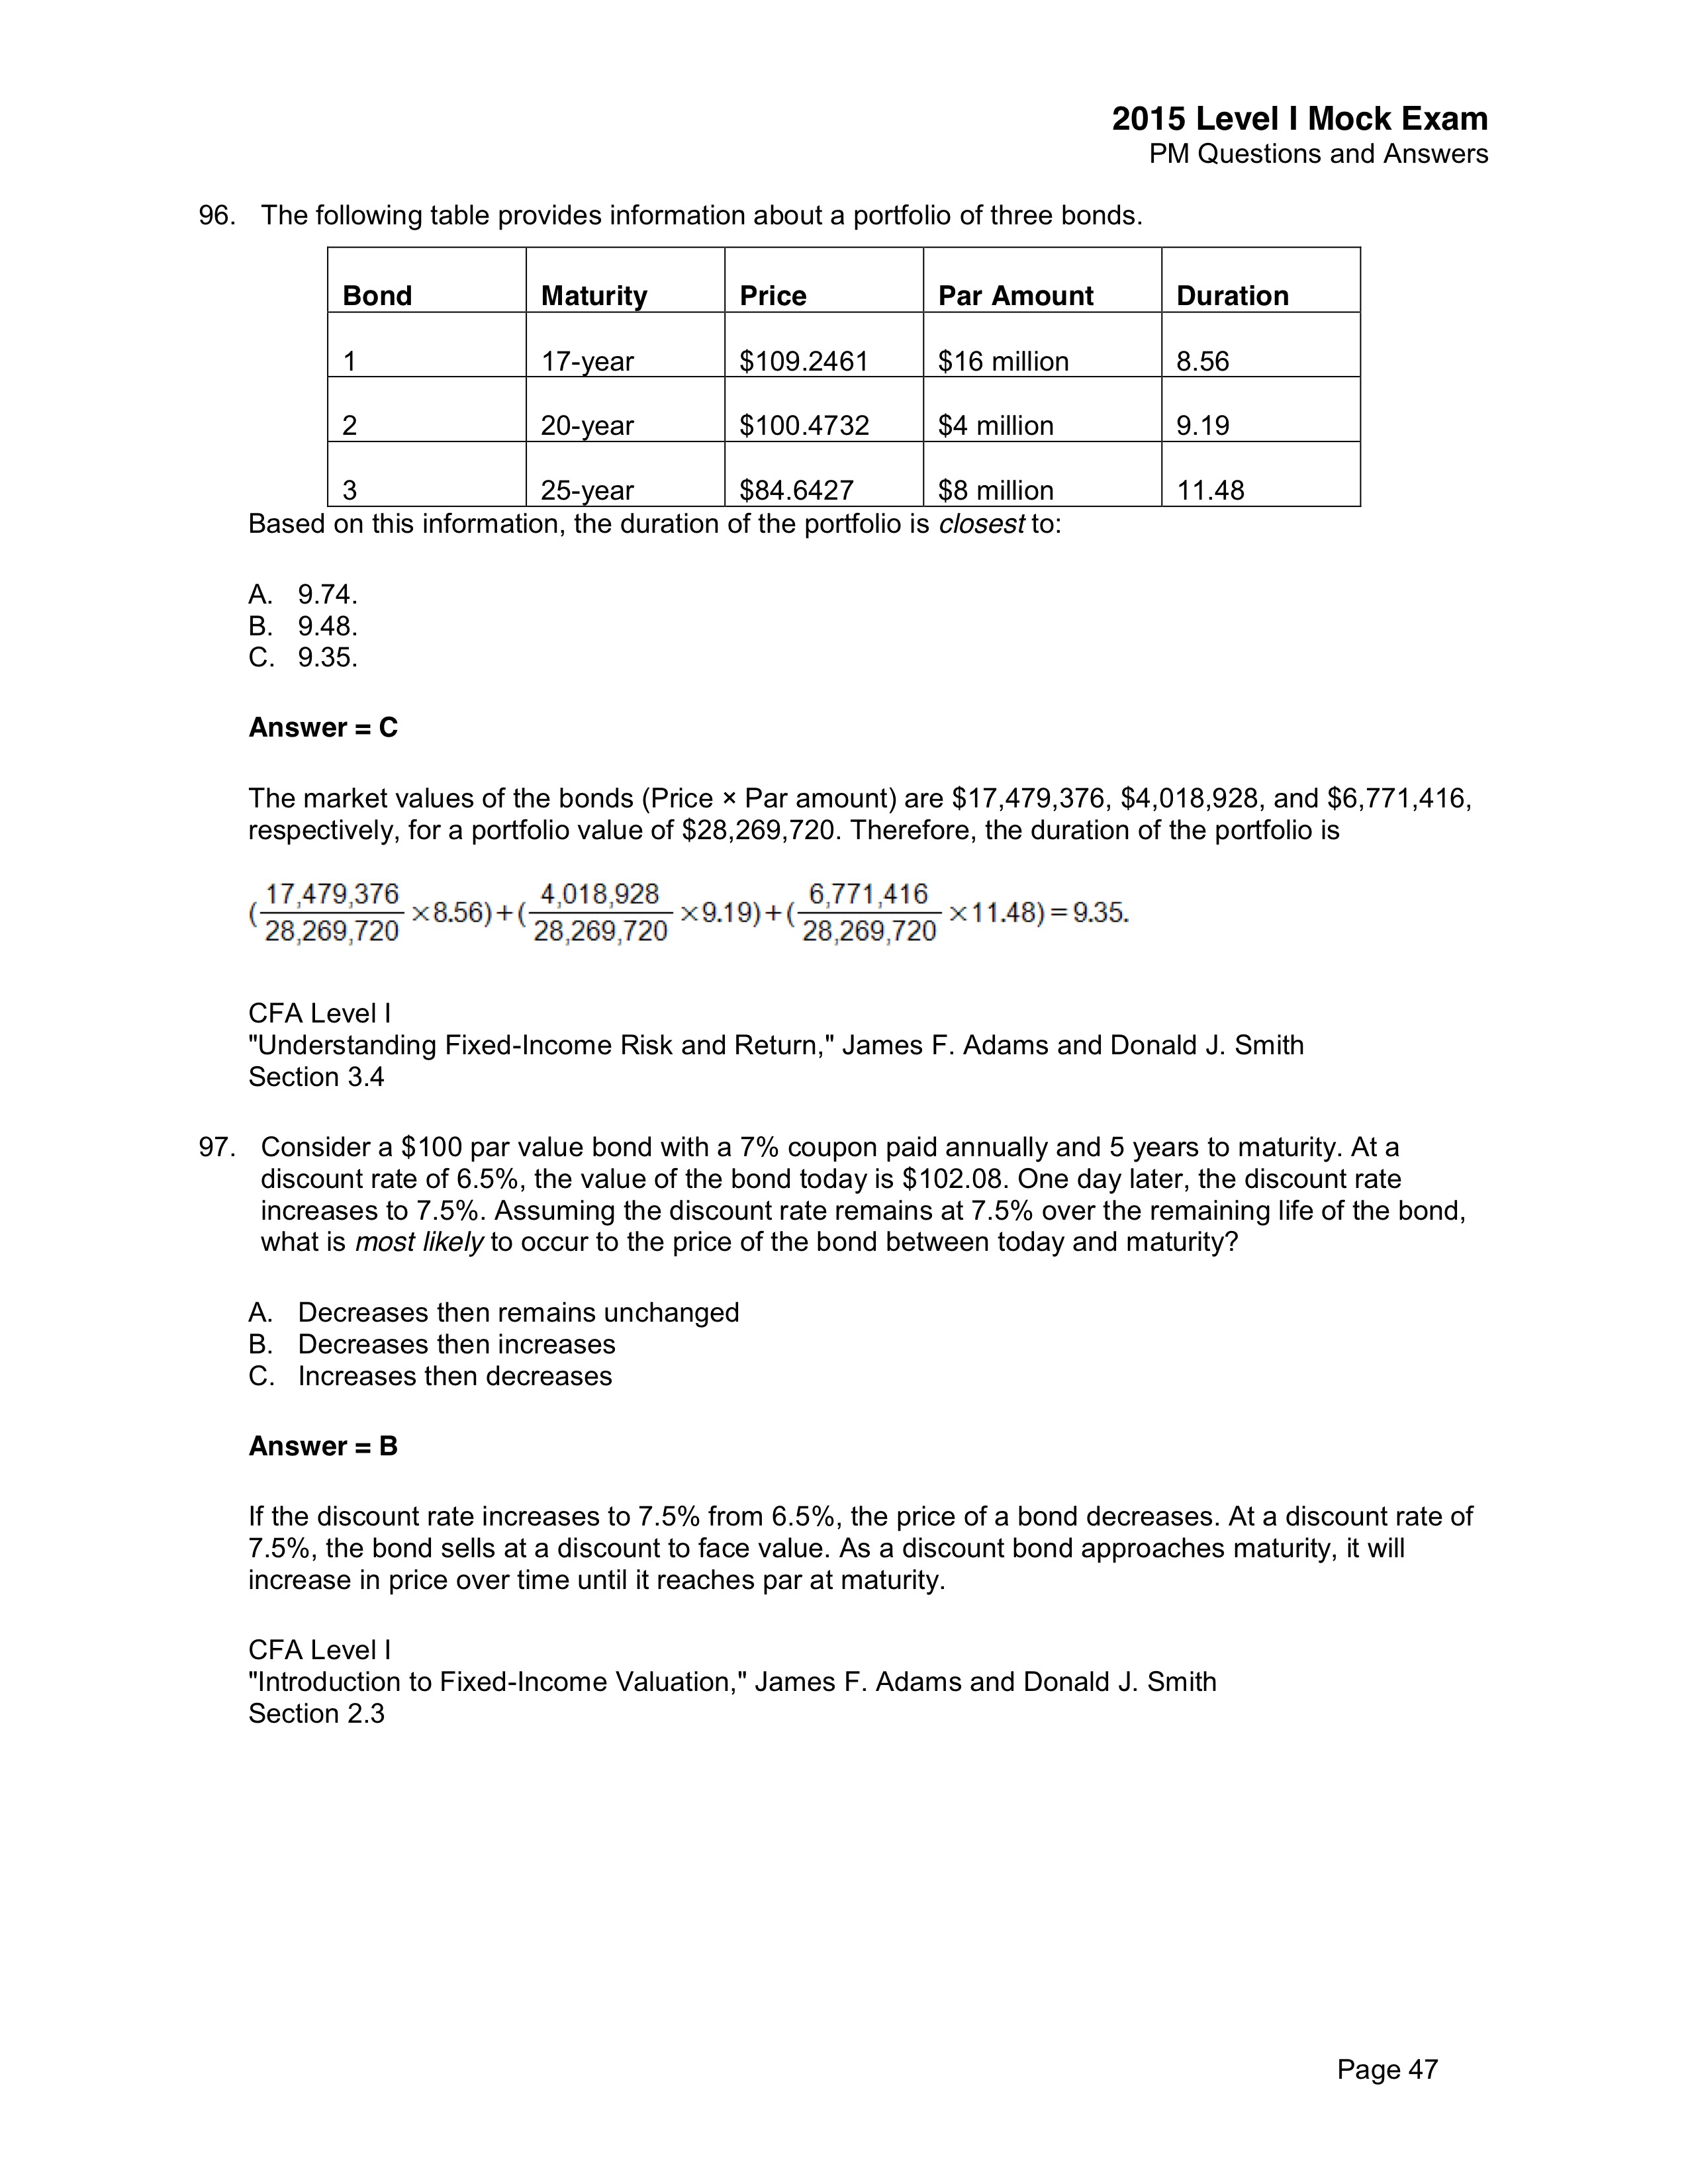 2015 Level I Mock Exam
PM Questions and Answers
96. The following table provides information about a portfolio of three bonds.
Bond Maturity Price Par Amount Duration
1 17-year $109.2461 $16 million 8.56
2 20-year $100.4732 $4 million 9.19
3 25-year $84.6427 $8 million 11.48
Based on this information, the duration of the portfolio is closest to:
A. 9.74.
B. 9.48.
C. 9.35.
Answer = C
The market values of the bonds (Price × Par amount) are $17,479,376, $4,018,928, and $6,771,416,
respectively, for a portfolio value of $28,269,720. Therefore, the duration of the portfolio is
(17,479,376/28,269,720 ×8.56)+(4,018,928/28,269,720 ×9.19)+(6,771,416/28,269,720 ×11.48)=9.35.
CFA Level I
"Understanding Fixed-Income Risk and Return," James F. Adams and Donald J. Smith
Section 3.4
97. Consider a $100 par value bond with a 7% coupon paid annually and 5 years to maturity. At a
discount rate of 6.5%, the value of the bond today is $102.08. One day later, the discount rate
increases to 7.5%. Assuming the discount rate remains at 7.5% over the remaining life of the bond,
what is most likely to occur to the price of the bond between today and maturity?
A. Decreases then remains unchanged
B. Decreases then increases
C. Increases then decreases
Answer = B
If the discount rate increases to 7.5% from 6.5%, the price of a bond decreases. At a discount rate of
7.5%, the bond sells at a discount to face value. As a discount bond approaches maturity, it will
increase in price over time until it reaches par at maturity.
CFA Level I
"Introduction to Fixed-Income Valuation," James F. Adams and Donald J. Smith
Section 2.3
Page 47